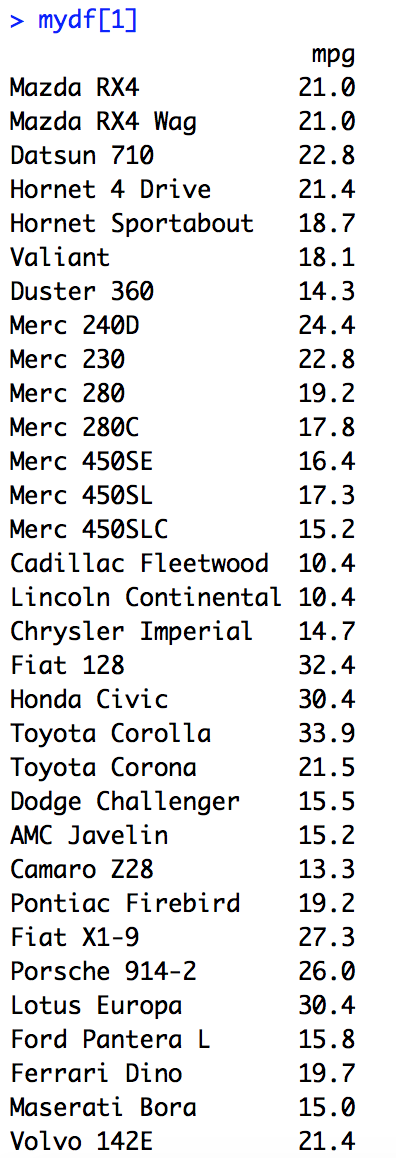 > mydf[1]
mpg
Mazda RX4 21.0
Mazda RX4 Wag 21.0
Datsun 710 22.8
Hornet 4 Drive 21.4
Hornet Sportabout 18.7
Valiant 18.1
Duster 360 14.3
Merc 240D 24.4
Merc 230 22.8
Merc 280 19.2
Merc 280C 17.8
Merc 450SE 16.4
Merc 450SL 17.3
Merc 450SLC 15.2
Cadillac Fleetwood 10.4
Lincoln Continental 10.4
Chrysler Imperial 14.7
Fiat 128 32.4
Honda Civic 30.4
Toyota Corolla 33.9
Toyota Corona 21.5
Dodge Challenger 15.5
AMC Javelin 15.2
Camaro Z28 13.3
Pontiac Firebird 19.2
Fiat X1-9 27.3
Porsche 914-2 26.0
Lotus Europa 30.4
Ford Pantera L 15.8
Ferrari Dino 19.7
Maserati Bora 15.0
Volvo 142E 21.4